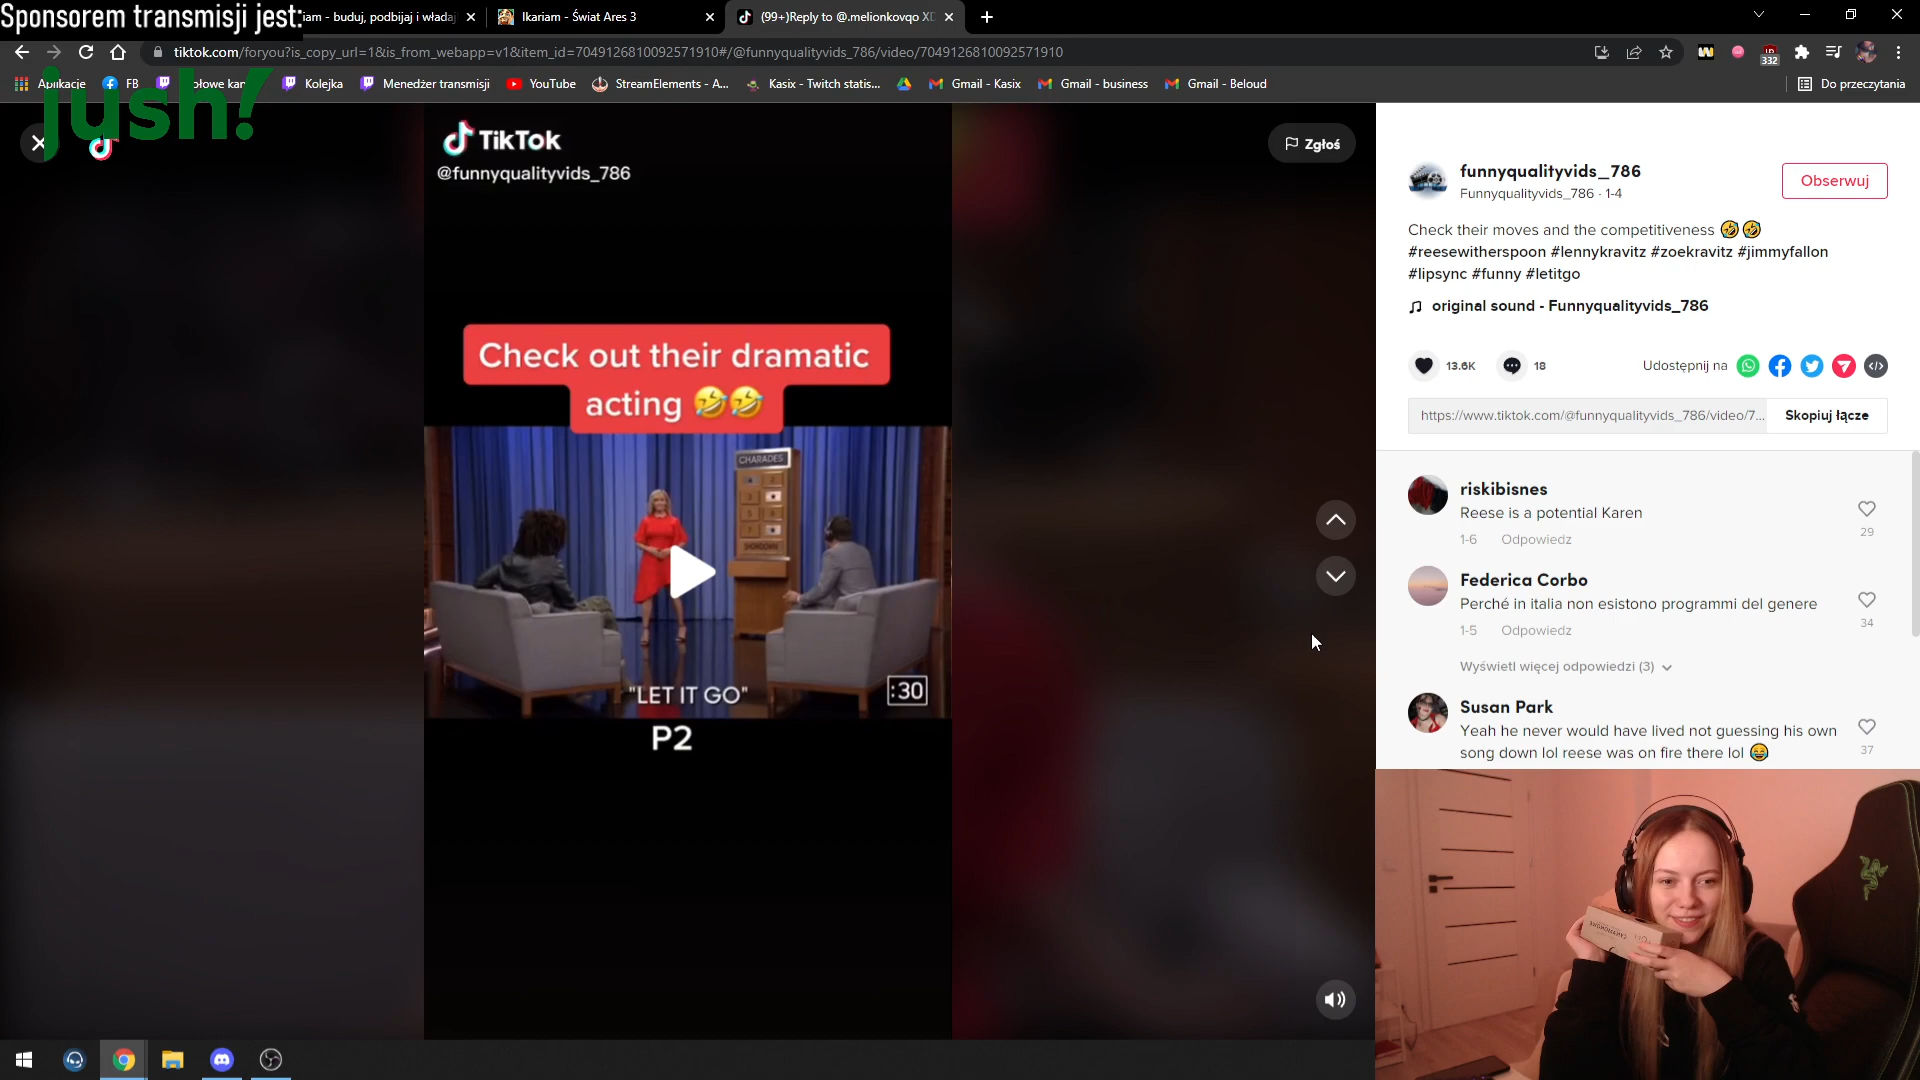 Sponsorem transmisji jest:
iam - buduj, podbijaj i władaj
Ikariam - Świat Ares 3
(99+)Reply to @.melionkovqo XD
tiktok.com/foryou?is_copy_url=1&is_from_webapp=v1&item_id=7049126810092571910#/@funnyqualityvids_786/video/7049126810092571910
332
Aplikacje
FB
ołowe kan
Kolejka
Menedżer transmisji
YouTube
StreamElements - A...
Kasix - Twitch statis...
Gmail - Kasix
Gmail - business
Gmail - Beloud
Do przeczytania
jush!
TikTok
@funnyqualityvids_786
Zgłoś
Check out their dramatic
acting 🤣🤣
CHARADES
"LET IT GO"
:30
P2
funnyqualityvids_786
Funnyqualityvids_786 · 1-4
Obserwuj
Check their moves and the competitiveness 🤣🤣
#reesewitherspoon #lennykravitz #zoekravitz #jimmyfallon
#lipsync #funny #letitgo
original sound - Funnyqualityvids_786
13.6K
18
Udostępnij na
https://www.tiktok.com/@funnyqualityvids_786/video/7...
Skopiuj łącze
riskibisnes
Reese is a potential Karen
1-6 Odpowiedz
29
Federica Corbo
Perché in italia non esistono programmi del genere
1-5 Odpowiedz
34
Wyświetl więcej odpowiedzi (3)
Susan Park
Yeah he never would have lived not guessing his own
song down lol reese was on fire there lol 😂
37